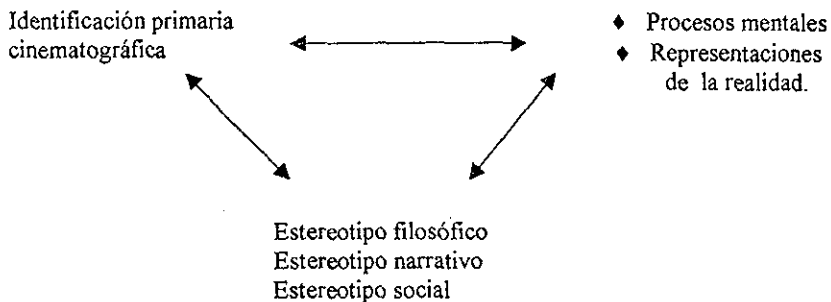 Identificación primaria
cinematográfica
♦ Procesos mentales
♦ Representaciones
de la realidad.
Estereotipo filosófico
Estereotipo narrativo
Estereotipo social